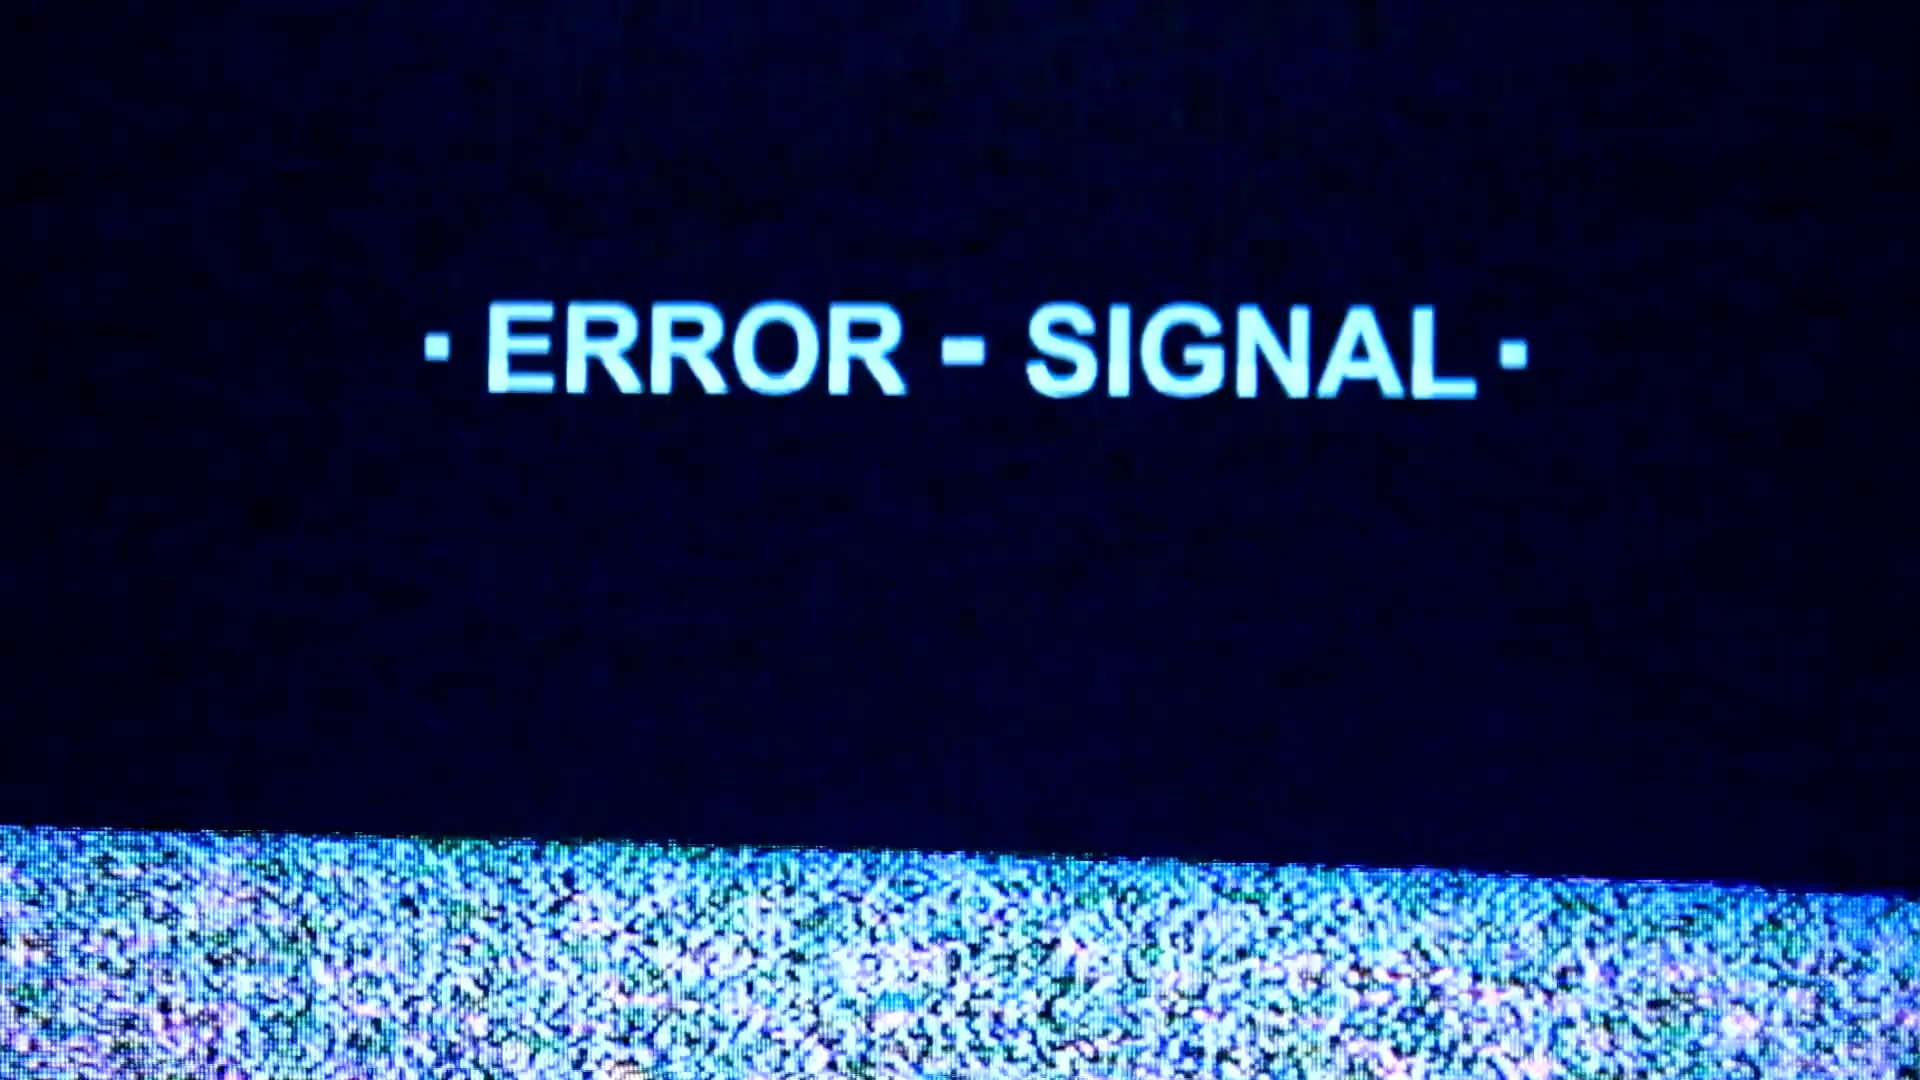 · ERROR - SIGNAL ·